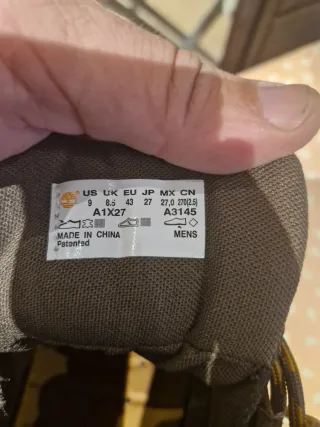 US UK EU JP MX CN
9 8.5 43 27 27,0 270(2.5)
A1X27 A3145
MADE IN CHINA MENS
Patented